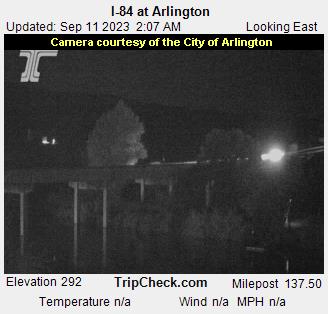 I-84 at Arlington
Updated: Sep 11 2023 2:07 AM Looking East
Camera courtesy of the City of Arlington
Elevation 292 TripCheck.com Milepost 137.50
Temperature n/a Wind n/a MPH n/a